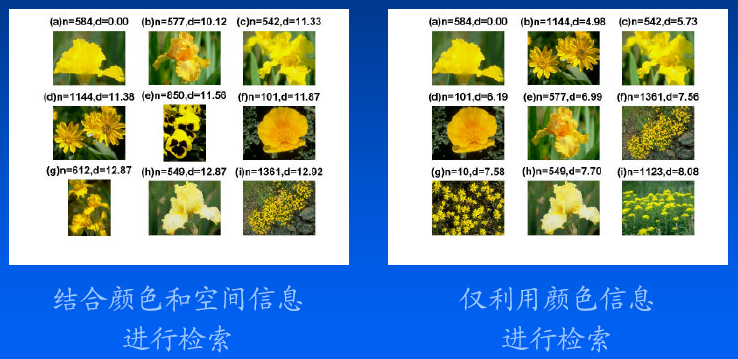 (a)n=584,d=0.00 (b)n=577,d=10.12 (c)n=542,d=11.33
(d)n=1144,d=11.38 (e)n=850,d=11.56 (f)n=101,d=11.87
(g)n=612,d=12.87 (h)n=549,d=12.87 (i)n=1361,d=12.92
结合颜色和空间信息
进行检索
(a)n=584,d=0.00 (b)n=1144,d=4.98 (c)n=542,d=5.73
(d)n=101,d=6.19 (e)n=577,d=6.99 (f)n=1361,d=7.56
(g)n=10,d=7.58 (h)n=549,d=7.70 (i)n=1123,d=8.08
仅利用颜色信息
进行检索